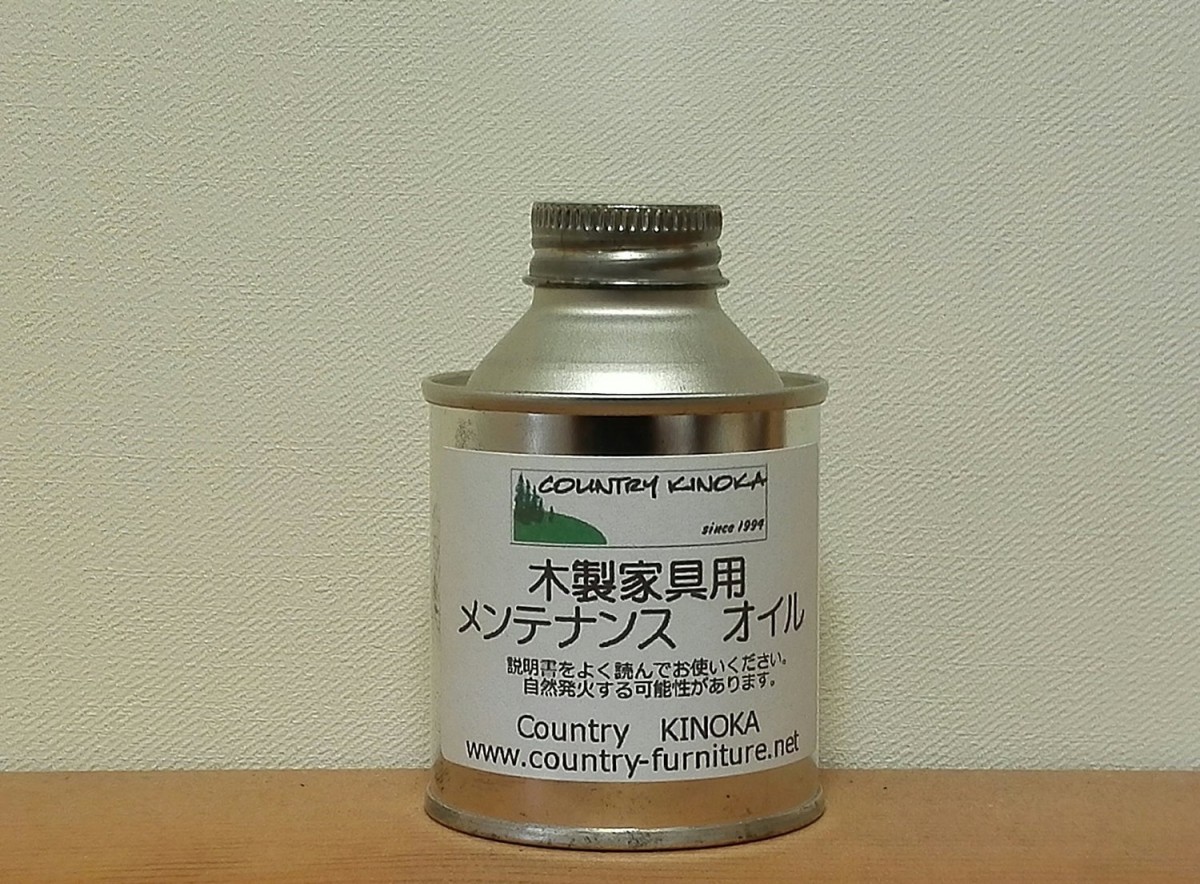 COUNTRY KINOKA
since 1994
木製家具用
メンテナンス　オイル
説明書をよく読んでお使いください。
自然発火する可能性があります。
Country　KINOKA
www.country-furniture.net